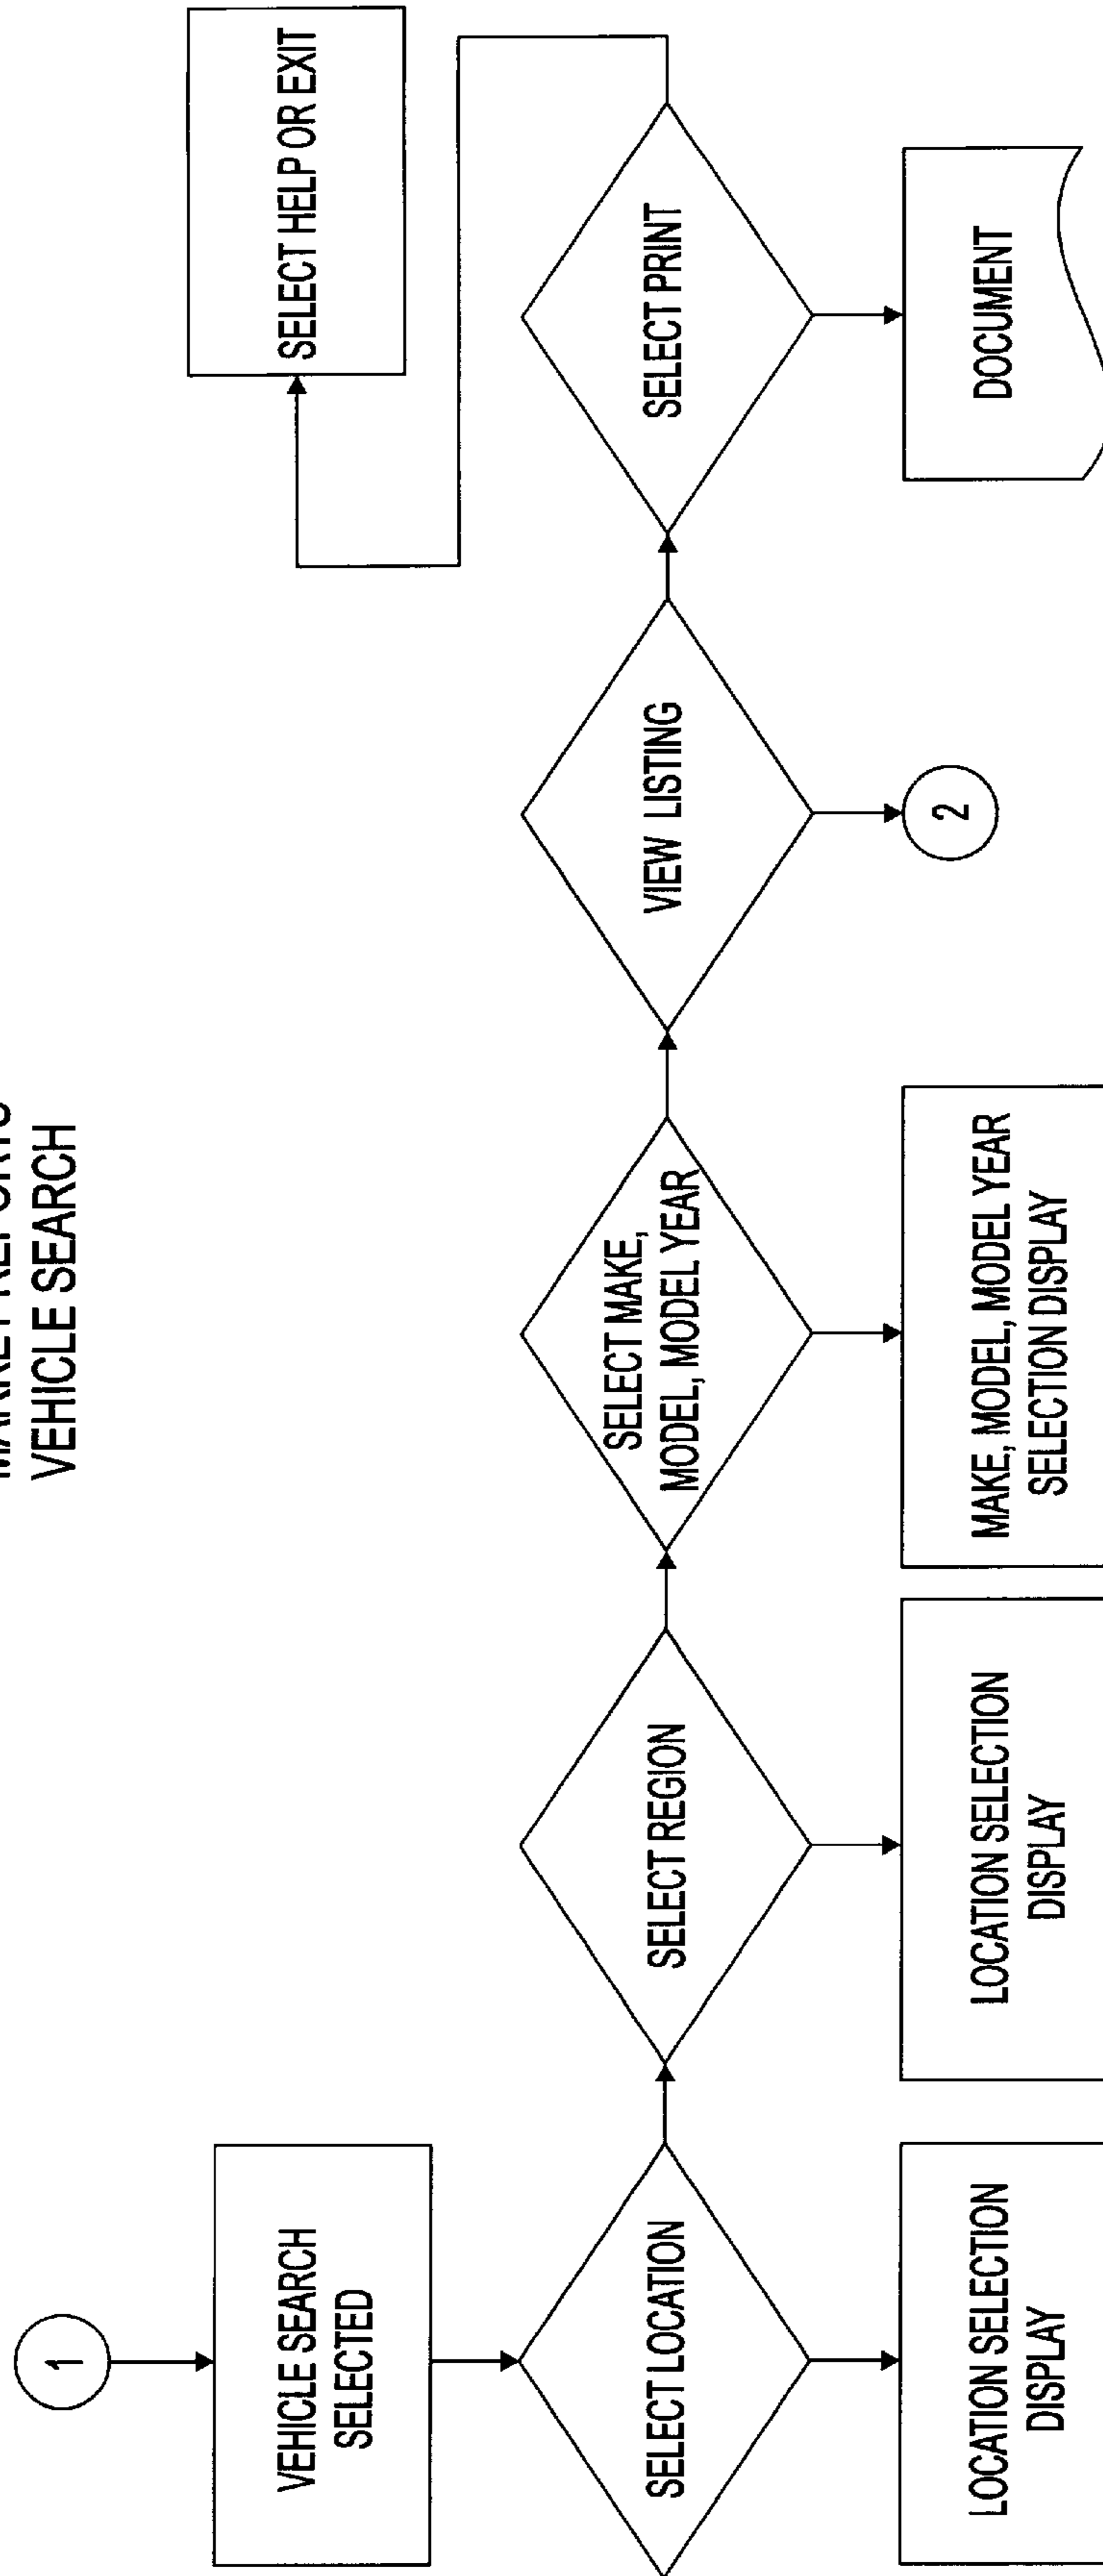 VEHICLE SEARCH
1
VEHICLE SEARCH
SELECTED
SELECT LOCATION
LOCATION SELECTION
DISPLAY
SELECT REGION
LOCATION SELECTION
DISPLAY
SELECT MAKE,
MODEL, MODEL YEAR
MAKE, MODEL, MODEL YEAR
SELECTION DISPLAY
VIEW LISTING
2
SELECT PRINT
DOCUMENT
SELECT HELP OR EXIT